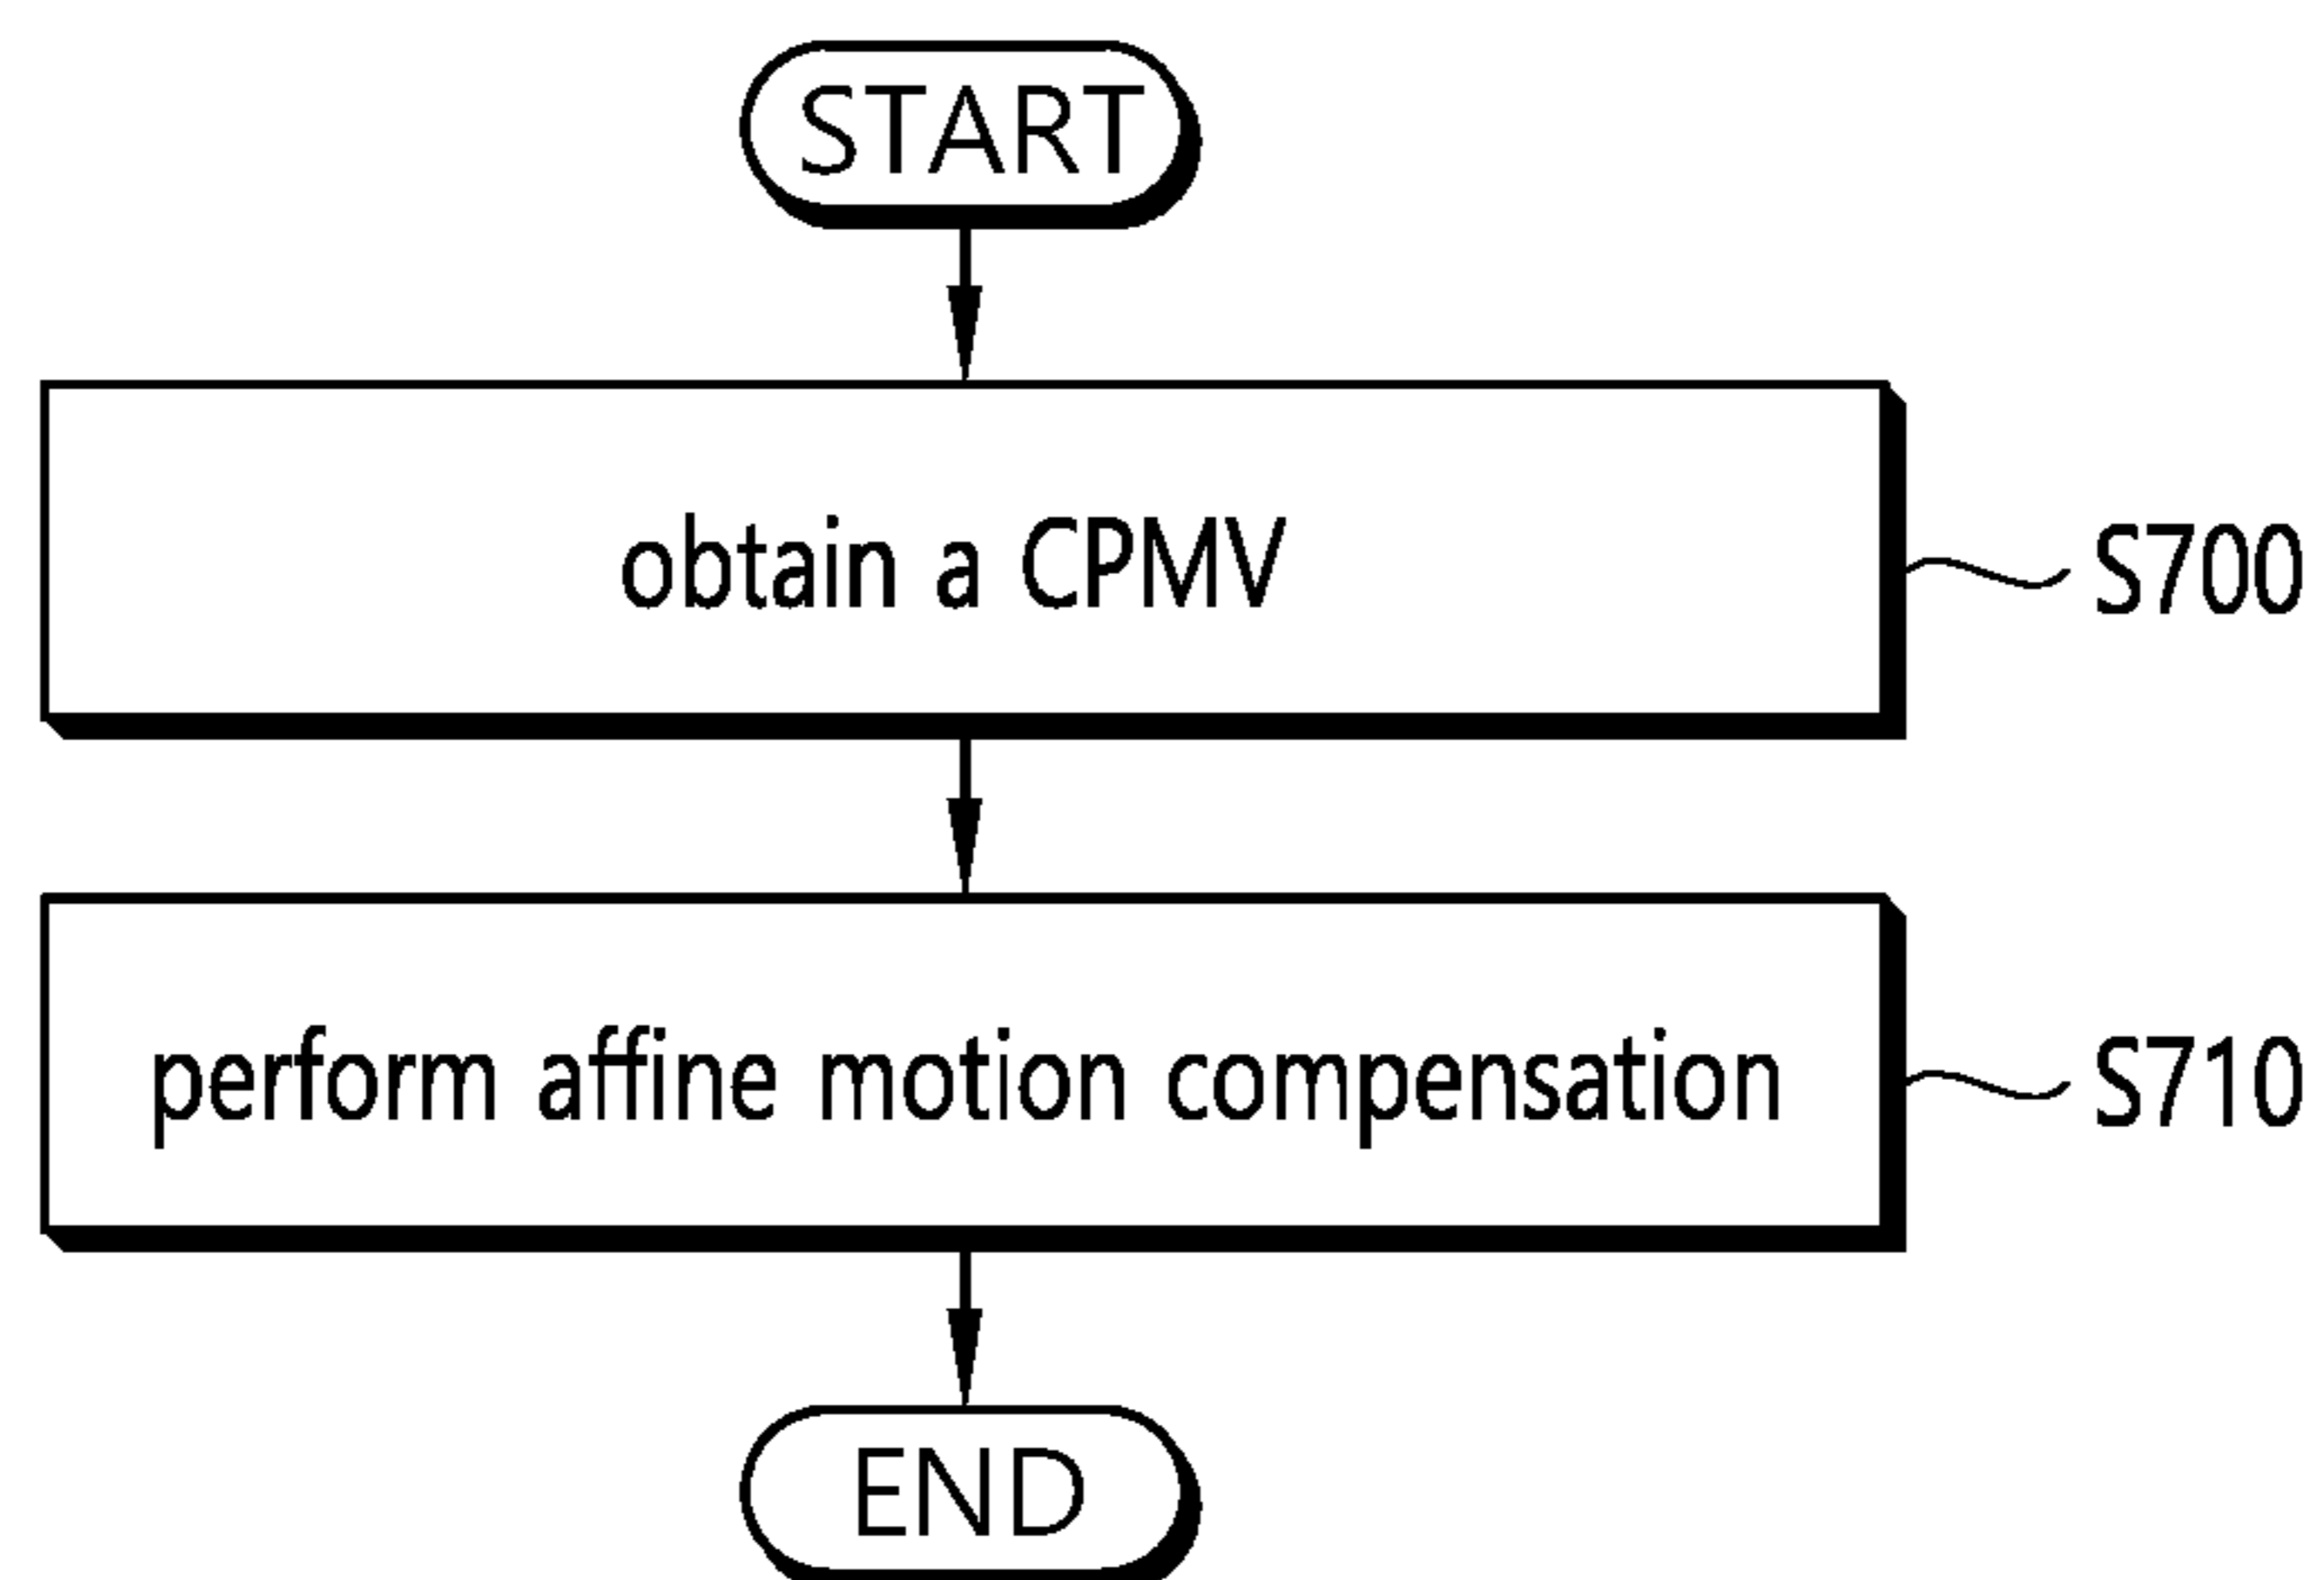 START
obtain a CPMV
S700
perform affine motion compensation
S710
END